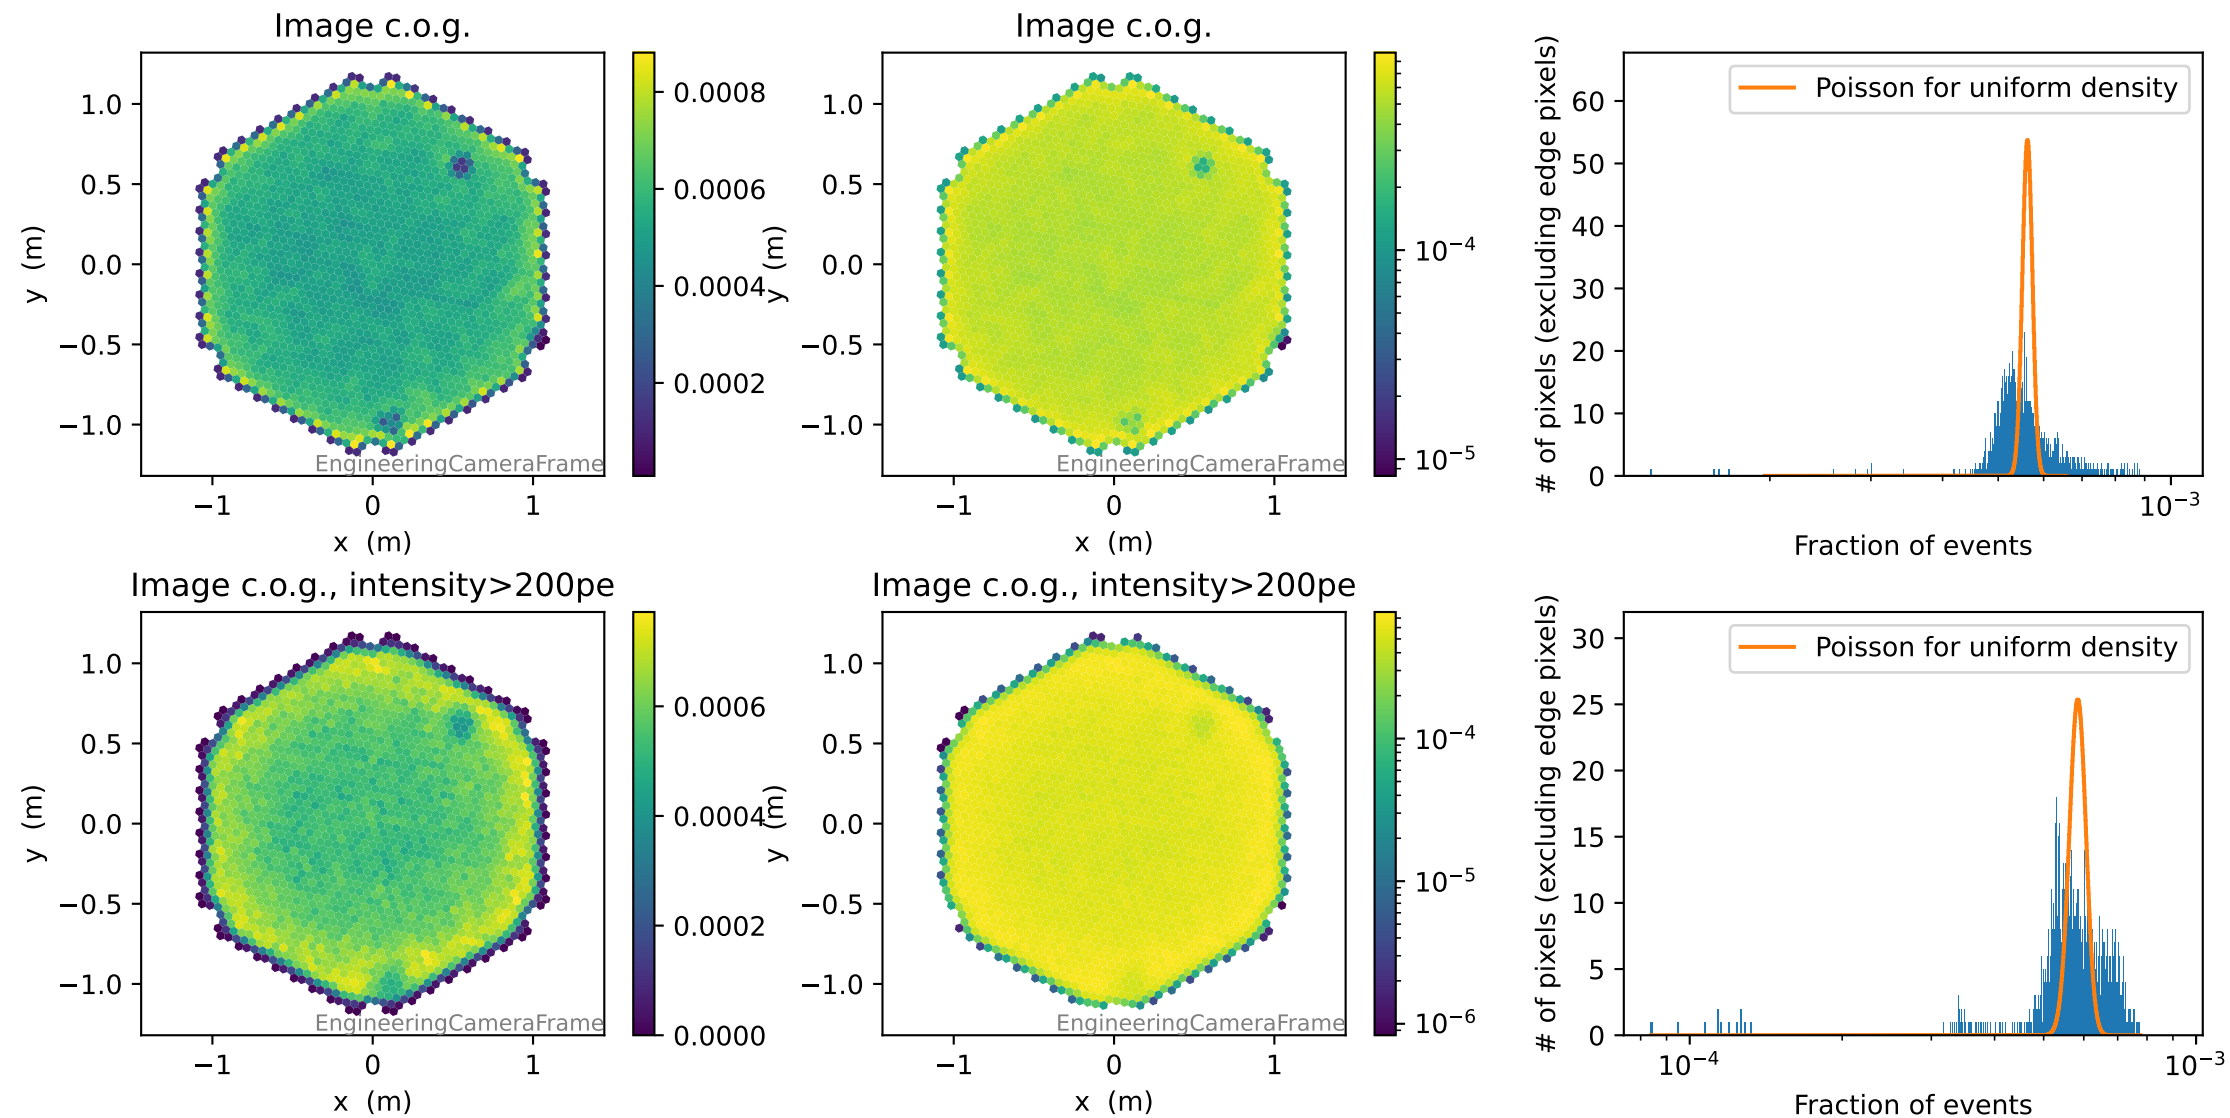 Image c.o.g.
1.0
0.5
0.0
−0.5
−1.0
y (m)
−1
0
1
x (m)
EngineeringCameraFrame
0.0008
0.0006
0.0004
0.0002
Image c.o.g.
1.0
0.5
0.0
−0.5
−1.0
y (m)
−1
0
1
x (m)
EngineeringCameraFrame
10⁻⁴
10⁻⁵
# of pixels (excluding edge pixels)
60
50
40
30
20
10
0
Poisson for uniform density
10⁻³
Fraction of events
Image c.o.g., intensity>200pe
1.0
0.5
0.0
−0.5
−1.0
y (m)
−1
0
1
x (m)
EngineeringCameraFrame
0.0006
0.0004
0.0002
0.0000
Image c.o.g., intensity>200pe
1.0
0.5
0.0
−0.5
−1.0
y (m)
−1
0
1
x (m)
EngineeringCameraFrame
10⁻⁴
10⁻⁵
10⁻⁶
# of pixels (excluding edge pixels)
30
25
20
15
10
5
0
Poisson for uniform density
10⁻⁴
10⁻³
Fraction of events